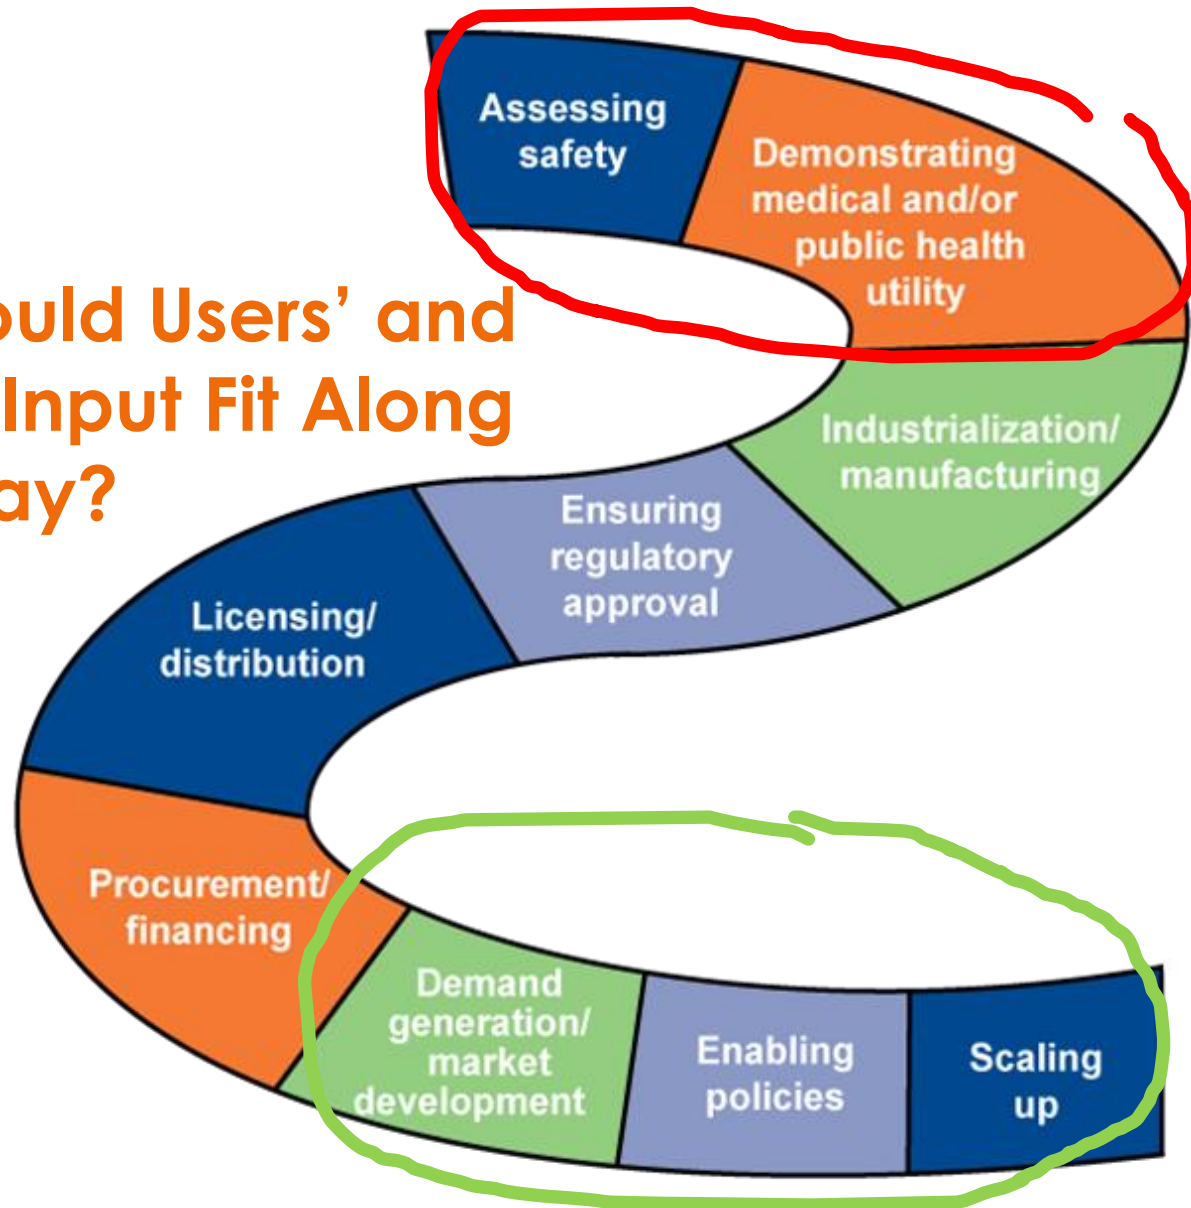 Assessing
safety
Demonstrating
medical and/or
public health
utility
ould Users’ and
Input Fit Along
ay?
Industrialization/
manufacturing
Ensuring
regulatory
approval
Licensing/
distribution
Procurement/
financing
Demand
generation/
market
development
Enabling
policies
Scaling
up